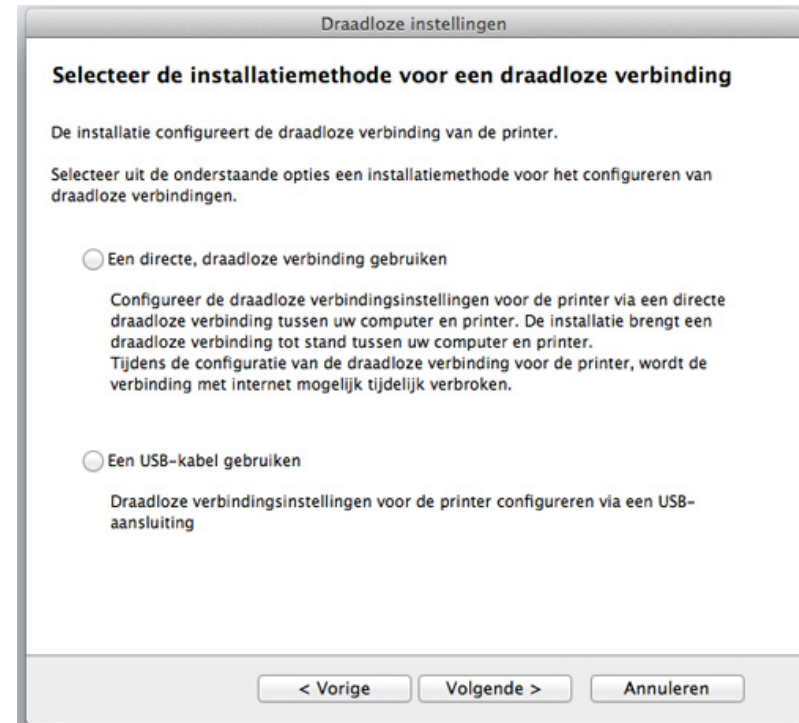 Draadloze instellingen
Selecteer de installatiemethode voor een draadloze verbinding
De installatie configureert de draadloze verbinding van de printer.
Selecteer uit de onderstaande opties een installatiemethode voor het configureren van
draadloze verbindingen.
Een directe, draadloze verbinding gebruiken
Configureer de draadloze verbindingsinstellingen voor de printer via een directe
draadloze verbinding tussen uw computer en printer. De installatie brengt een
draadloze verbinding tot stand tussen uw computer en printer.
Tijdens de configuratie van de draadloze verbinding voor de printer, wordt de
verbinding met internet mogelijk tijdelijk verbroken.
Een USB-kabel gebruiken
Draadloze verbindingsinstellingen voor de printer configureren via een USB-
aansluiting
< Vorige Volgende > Annuleren